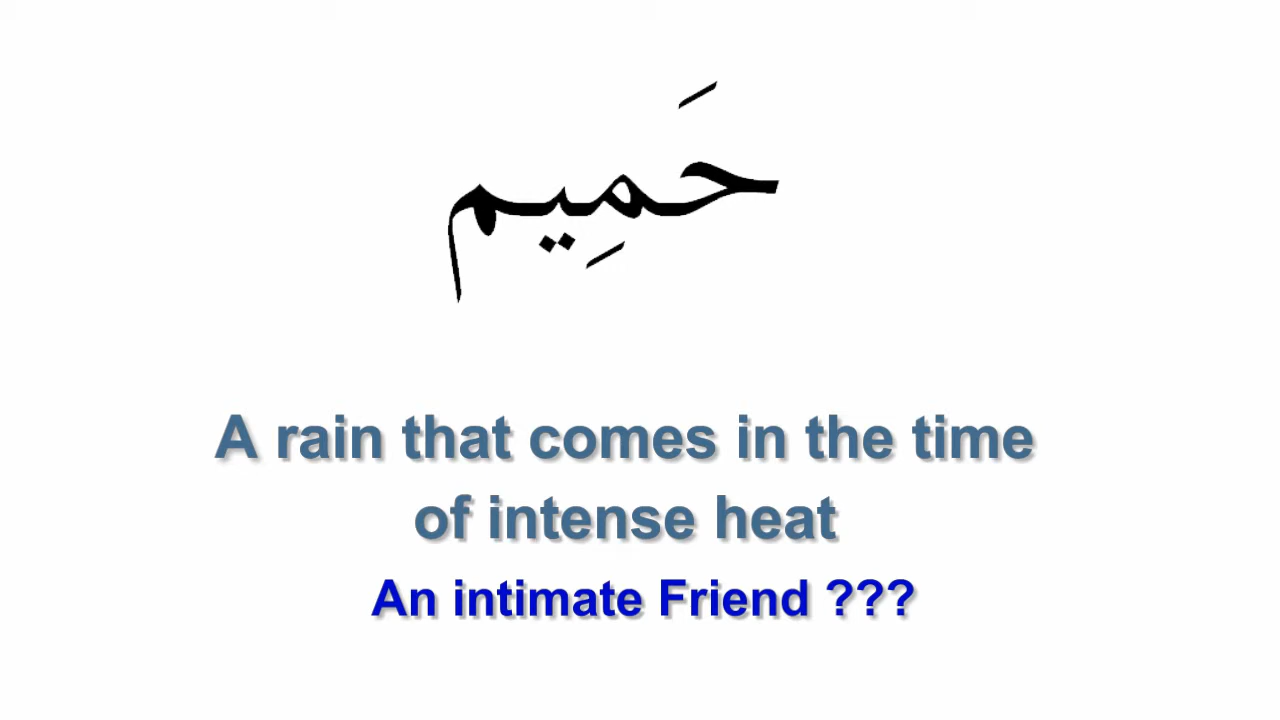 حَمِيم
A rain that comes in the time
of intense heat
An intimate Friend ???